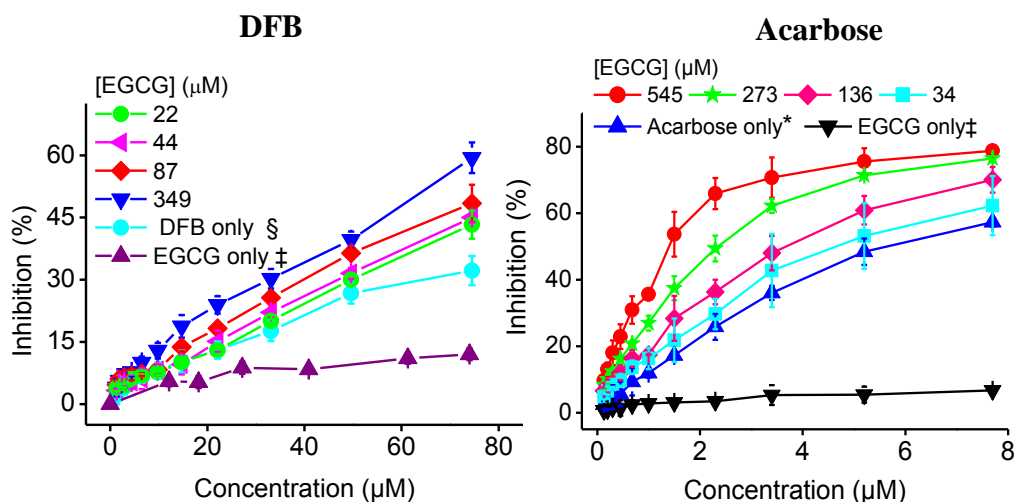 DFB
[EGCG] (μM)
22
44
87
349
DFB only §
EGCG only ‡
Inhibition (%)
60
45
30
15
0
0
20
40
60
80
Concentration (μM)
Acarbose
[EGCG] (μM)
545 273 136 34
Acarbose only* EGCG only‡
Inhibition (%)
80
60
40
20
0
0
2
4
6
8
Concentration (μM)